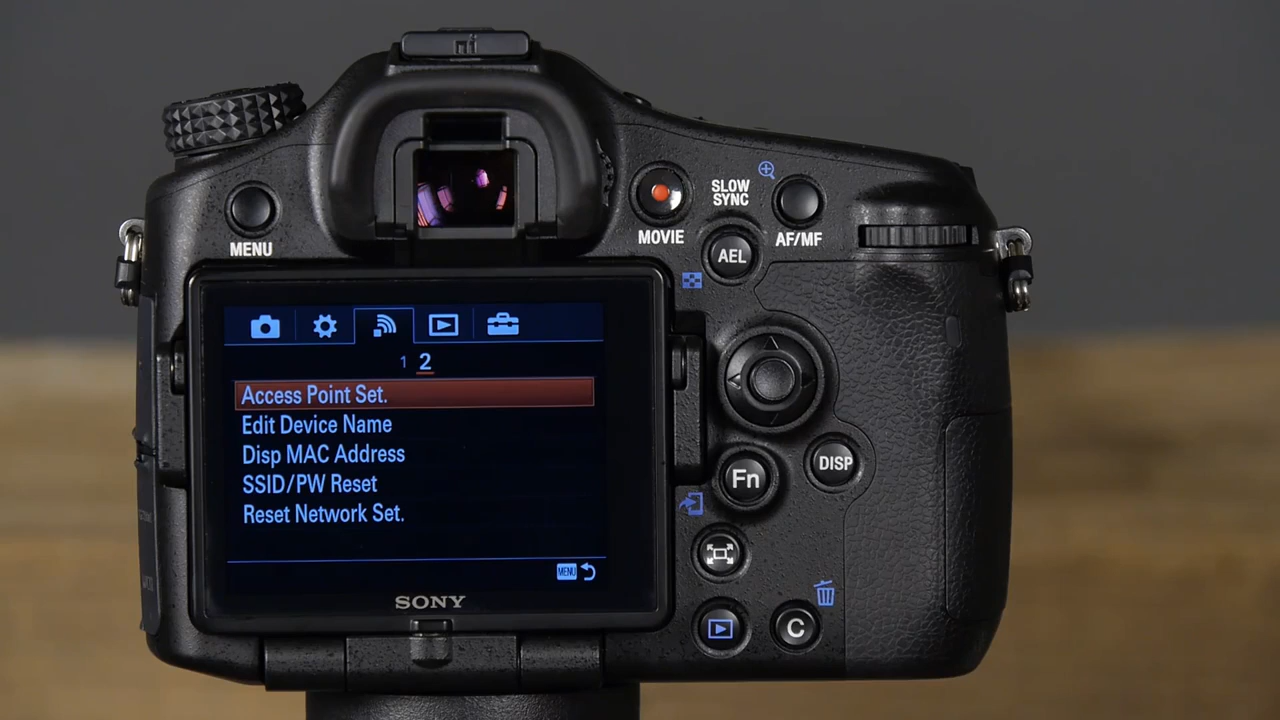 MENU
MOVIE
SLOW
SYNC
AF/MF
AEL
1 2
Access Point Set.
Edit Device Name
Disp MAC Address
SSID/PW Reset
Reset Network Set.
MENU
SONY
Fn
DISP
C